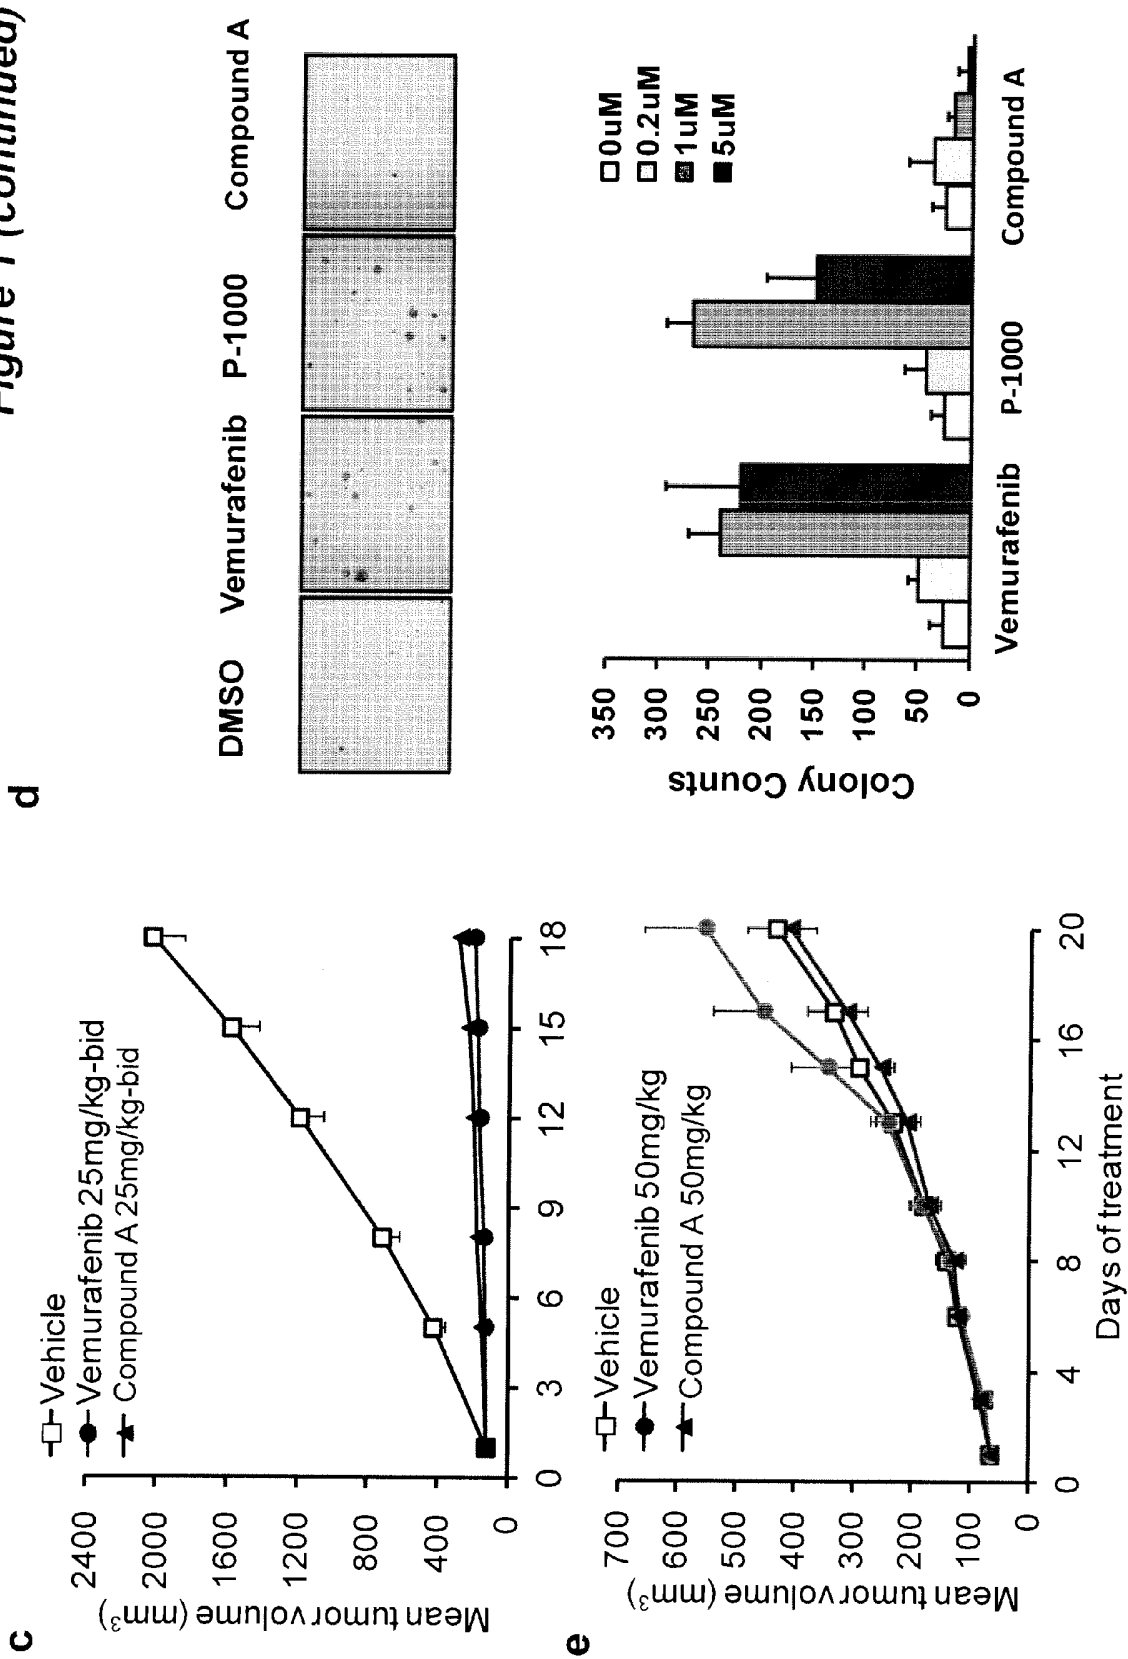 Figure 1 (continued)
c
Mean tumor volume (mm³)
2400
2000
1600
1200
800
400
0
Vehicle
Vemurafenib 25mg/kg-bid
Compound A 25mg/kg-bid
0 3 6 9 12 15 18
d
DMSO Vemurafenib P-1000 Compound A
Colony Counts
350
300
250
200
150
100
50
0
0uM
0.2uM
1uM
5uM
Vemurafenib P-1000 Compound A
e
Mean tumor volume (mm³)
700
600
500
400
300
200
100
0
Vehicle
Vemurafenib 50mg/kg
Compound A 50mg/kg
0 4 8 12 16 20
Days of treatment